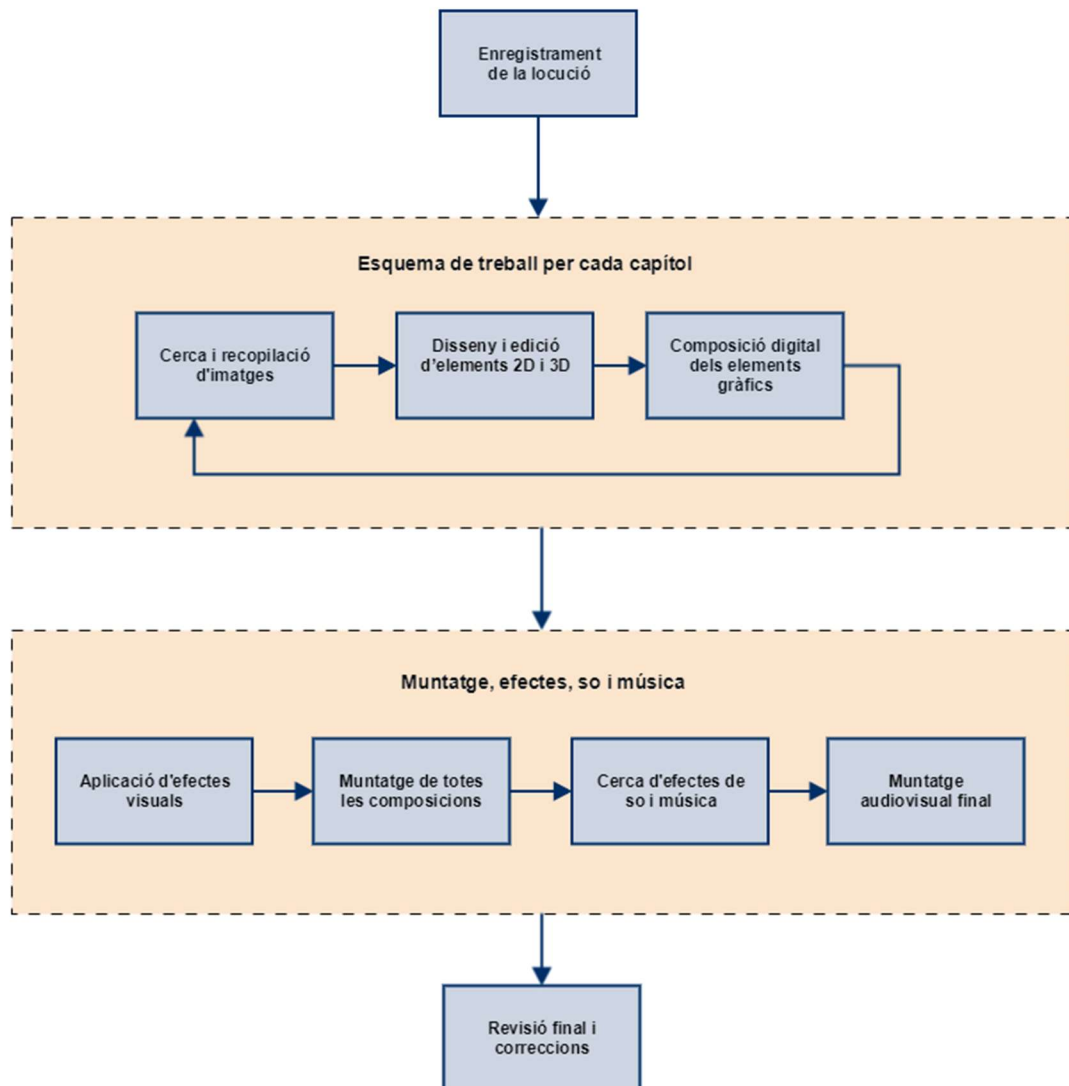 Enregistrament
de la locució
Esquema de treball per cada capítol
Cerca i recopilació
d'imatges
Disseny i edició
d'elements 2D i 3D
Composició digital
dels elements
gràfics
Muntatge, efectes, so i música
Aplicació d'efectes
visuals
Muntatge de totes
les composicions
Cerca d'efectes de
so i música
Muntatge
audiovisual final
Revisió final i
correccions